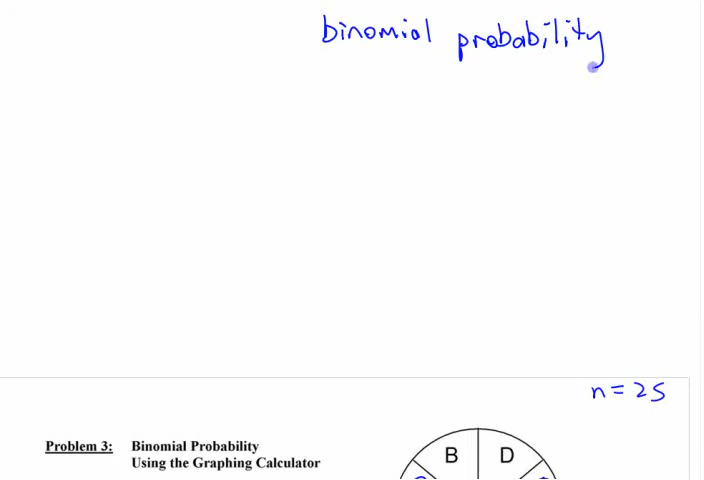 binomial probability
n = 25
Problem 3: Binomial Probability
Using the Graphing Calculator
B D